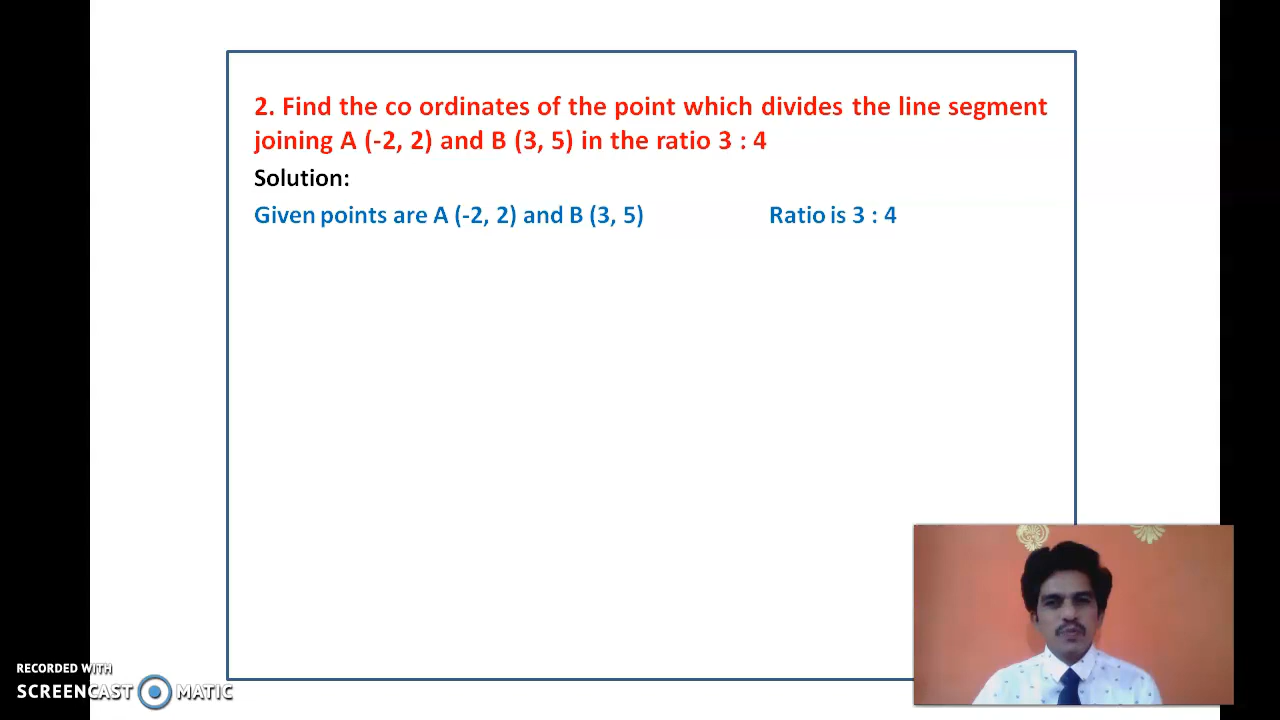 2. Find the co ordinates of the point which divides the line segment
joining A (-2, 2) and B (3, 5) in the ratio 3 : 4
Solution:
Given points are A (-2, 2) and B (3, 5) Ratio is 3 : 4
RECORDED WITH
SCREENCAST MATIC